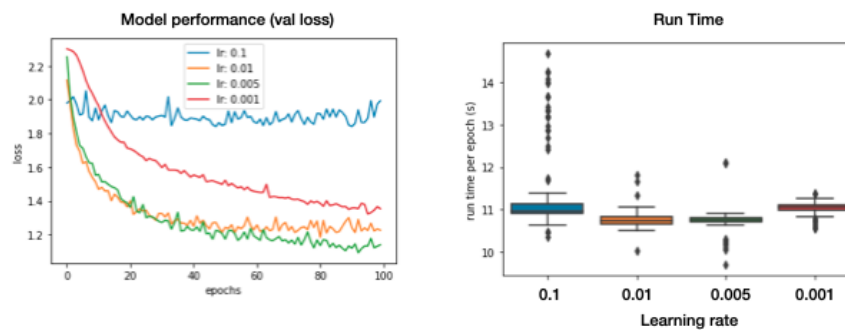 Model performance (val loss)
2.2
2.0
1.8
1.6
1.4
1.2
loss
lr: 0.1
lr: 0.01
lr: 0.005
lr: 0.001
0
20
40
60
80
100
epochs
Run Time
14
13
12
11
10
run time per epoch (s)
0.1
0.01
0.005
0.001
Learning rate